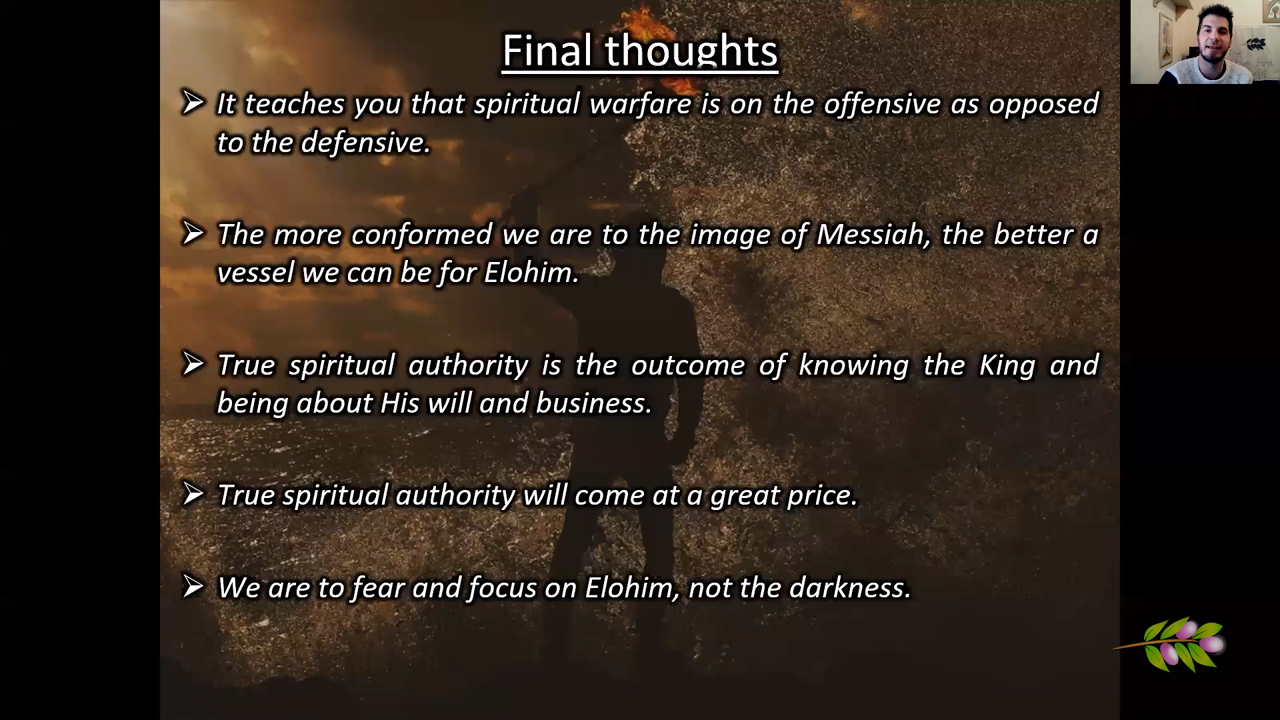 Final thoughts
It teaches you that spiritual warfare is on the offensive as opposed
to the defensive.
The more conformed we are to the image of Messiah, the better a
vessel we can be for Elohim.
True spiritual authority is the outcome of knowing the King and
being about His will and business.
True spiritual authority will come at a great price.
We are to fear and focus on Elohim, not the darkness.